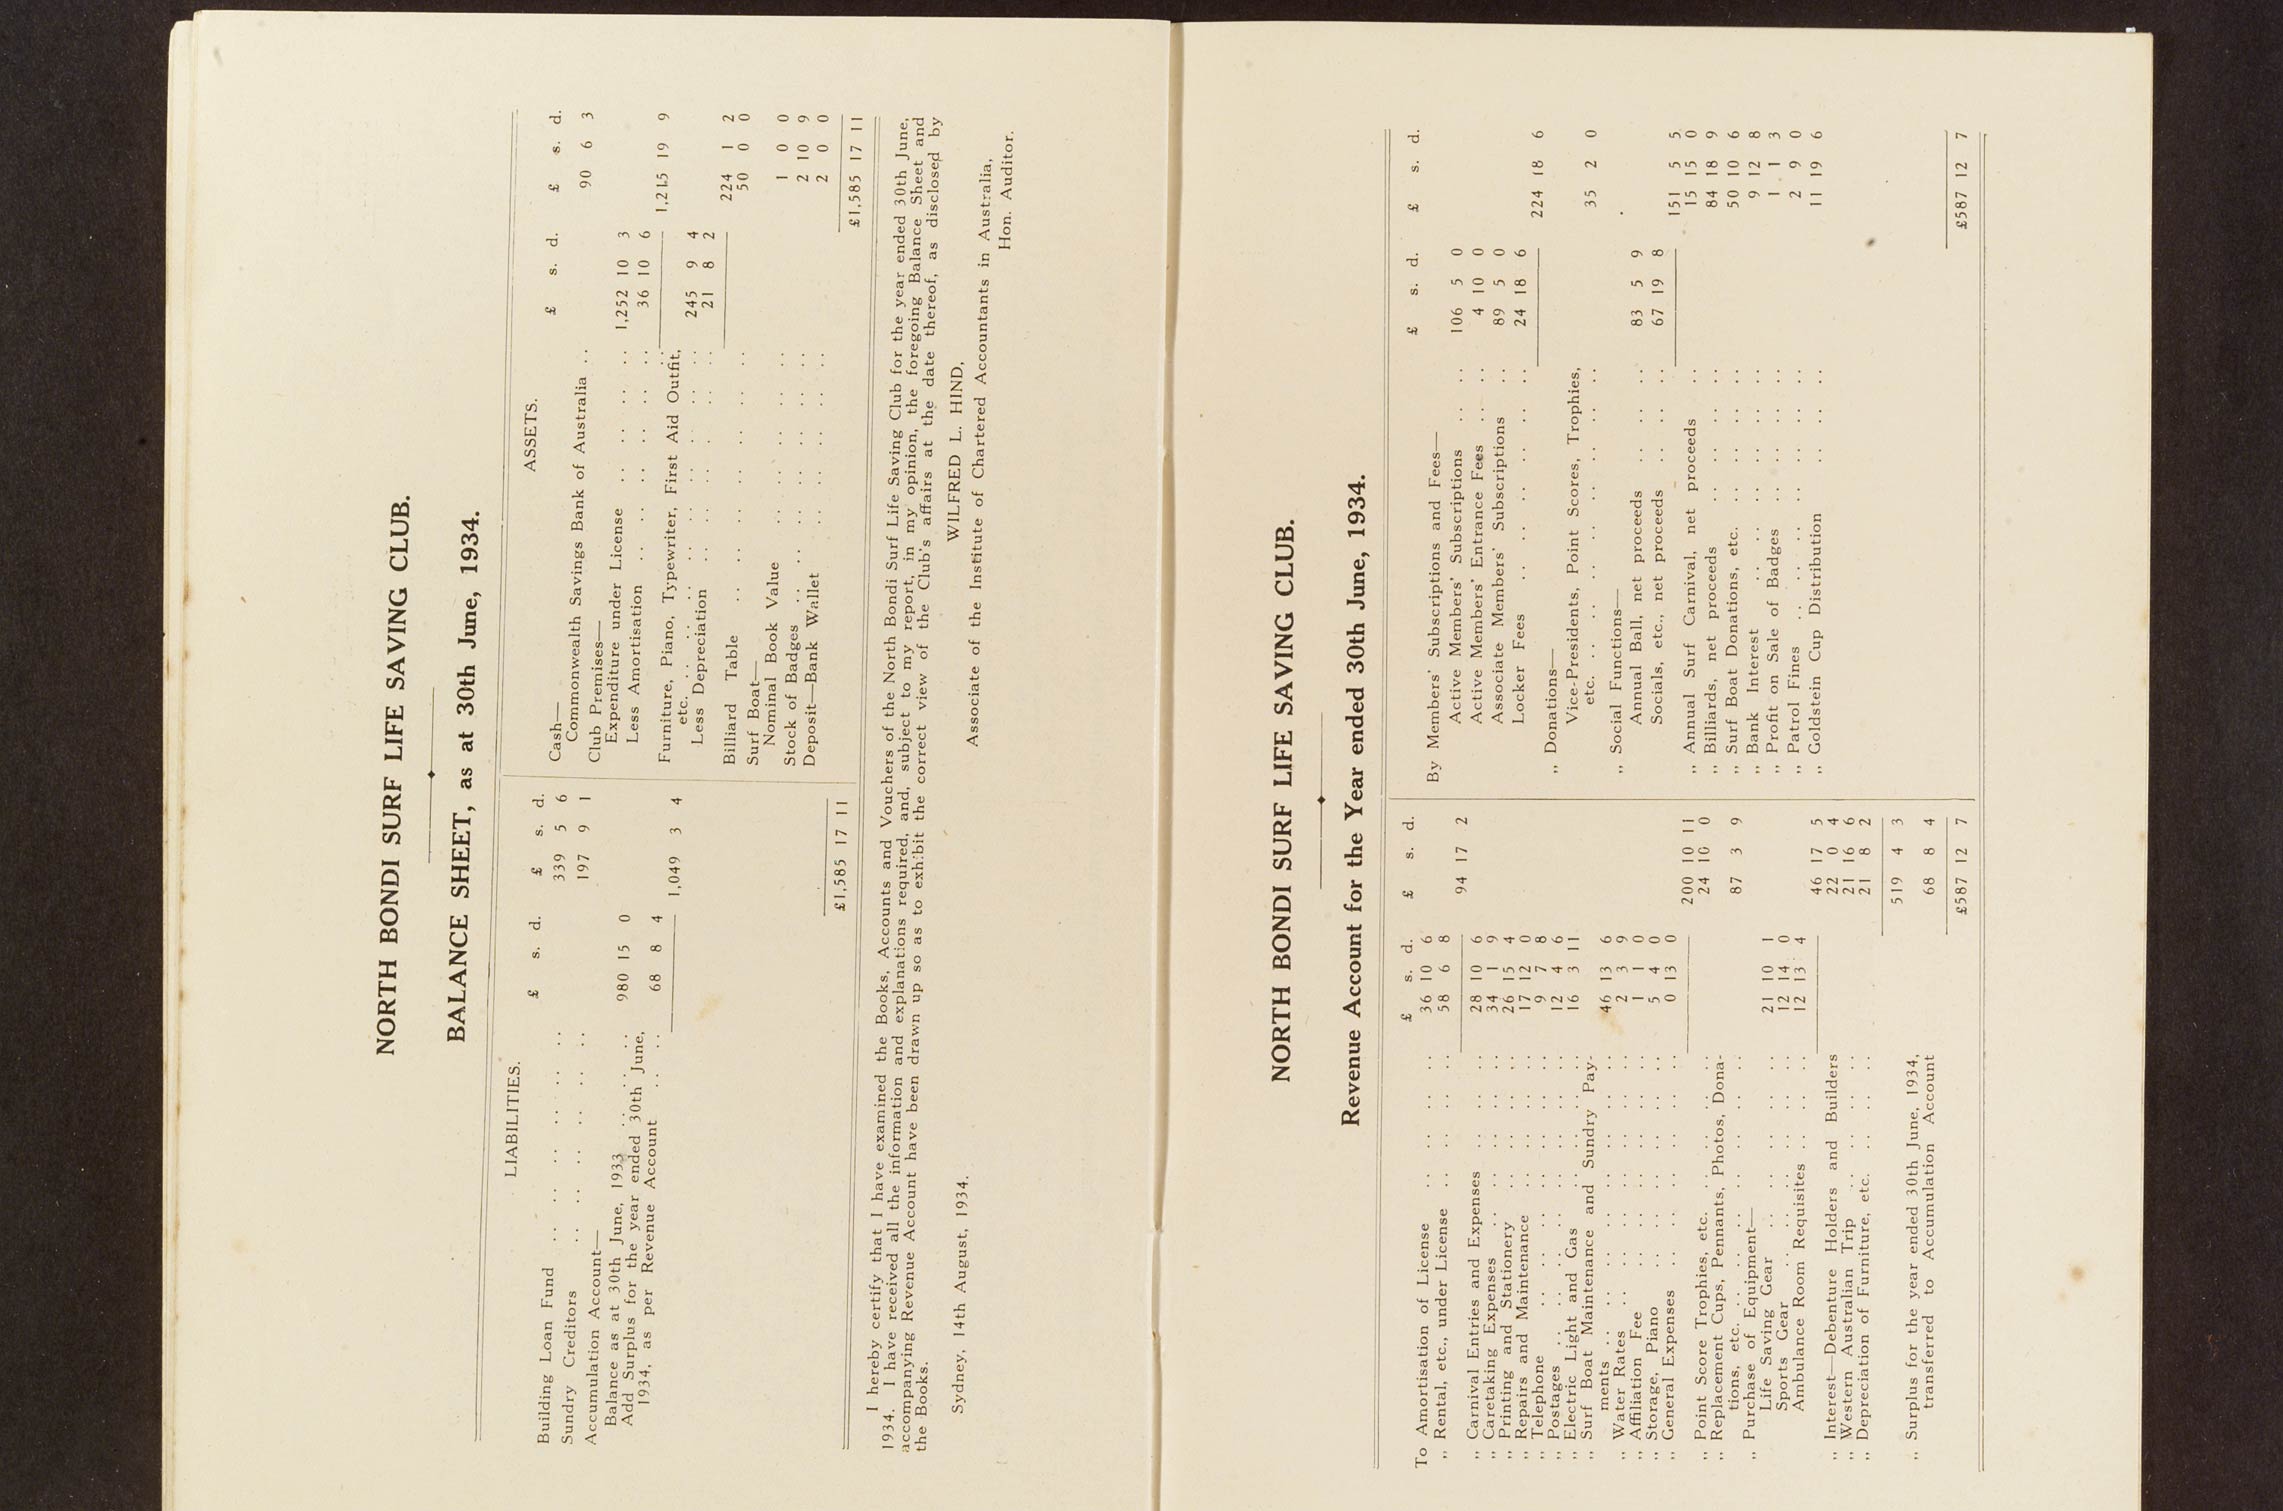 NORTH BONDI SURF LIFE SAVING CLUB.
BALANCE SHEET, as at 30th June, 1934.
LIABILITIES.
£ s. d. £ s. d.
Building Loan Fund .. .. .. .. .. .. 339 5 6
Sundry Creditors .. .. .. .. .. 197 9 1
Accumulation Account—
Balance as at 30th June, 1933 .. .. .. 980 15 0
Add Surplus for the year ended 30th June,
1934, as per Revenue Account .. .. 68 8 4
1,049 3 4
£1,585 17 11
ASSETS.
£ s. d. £ s. d.
Cash—
Commonwealth Savings Bank of Australia .. 90 6 3
Club Premises—
Expenditure under License .. .. .. .. 1,252 10 3
Less Amortisation .. .. .. .. .. 36 10 6
1,215 19 9
Furniture, Piano, Typewriter, First Aid Outfit,
etc. .. .. .. .. .. .. .. 245 9 4
Less Depreciation .. .. .. .. .. 21 8 2
Billiard Table .. .. .. .. .. 224 1 2
Surf Boat— 50 0 0
Nominal Book Value .. .. .. .. 1 0 0
Stock of Badges .. .. .. .. .. 2 10 9
Deposit—Bank Wallet .. .. .. .. 2 0 0
£1,585 17 11
I hereby certify that I have examined the Books, Accounts and Vouchers of the North Bondi Surf Life Saving Club for the year ended 30th June,
1934. I have received all the information and explanations required, and, subject to my report, in my opinion, the foregoing Balance Sheet and
accompanying Revenue Account have been drawn up so as to exhibit the correct view of the Club's affairs at the date thereof, as disclosed by
the Books.
WILFRED L. HIND,
Sydney, 14th August, 1934. Associate of the Institute of Chartered Accountants in Australia,
Hon. Auditor.
NORTH BONDI SURF LIFE SAVING CLUB.
Revenue Account for the Year ended 30th June, 1934.
£ s. d. £ s. d.
To Amortisation of License .. .. .. .. 36 10 6
,, Rental, etc., under License .. .. .. .. 58 6 8
94 17 2
,, Carnival Entries and Expenses .. .. .. 28 10 6
,, Caretaking Expenses .. .. .. .. 34 1 9
,, Printing and Stationery .. .. .. .. 26 15 4
,, Repairs and Maintenance .. .. .. .. 17 12 0
,, Telephone .. .. .. .. .. .. 9 7 8
,, Postages .. .. .. .. .. .. 12 4 6
,, Electric Light and Gas .. .. .. .. 16 3 11
,, Surf Boat Maintenance and Sundry Pay-
ments .. .. .. .. .. .. 46 13 6
,, Water Rates .. .. .. .. .. .. 2 3 9
,, Affiliation Fee .. .. .. .. .. 1 1 0
,, Storage, Piano .. .. .. .. .. 5 4 0
,, General Expenses .. .. .. .. .. 0 13 0
200 10 11
,, Point Score Trophies, etc. .. .. .. .. 24 10 0
,, Replacement Cups, Pennants, Photos, Dona-
tions, etc. .. .. .. .. .. .. 87 3 9
,, Purchase of Equipment—
Life Saving Gear .. .. .. .. 21 10 1
Sports Gear .. .. .. .. .. 12 14 0
Ambulance Room Requisites .. .. .. 12 13 4
46 17 5
,, Interest—Debenture Holders and Builders 22 0 4
,, Western Australian Trip .. .. .. .. 21 16 6
,, Depreciation of Furniture, etc. .. .. .. 21 8 2
519 4 3
,, Surplus for the year ended 30th June, 1934,
transferred to Accumulation Account 68 8 4
£587 12 7
£ s. d. £ s. d.
By Members' Subscriptions and Fees—
Active Members' Subscriptions .. .. 106 5 0
Active Members' Entrance Fees .. .. 4 10 0
Associate Members' Subscriptions .. 89 5 0
Locker Fees .. .. .. .. .. 24 18 6
224 18 6
,, Donations—
Vice-Presidents, Point Scores, Trophies,
etc. .. .. .. .. .. .. .. 35 2 0
,, Social Functions—
Annual Ball, net proceeds .. .. .. 83 5 9
Socials, etc., net proceeds .. .. .. 67 19 8
151 5 5
,, Annual Surf Carnival, net proceeds .. 15 15 0
,, Billiards, net proceeds .. .. .. .. 84 18 9
,, Surf Boat Donations, etc. .. .. .. .. 50 10 6
,, Bank Interest .. .. .. .. .. 9 12 8
,, Profit on Sale of Badges .. .. .. .. 1 1 3
,, Patrol Fines .. .. .. .. .. .. 2 9 0
,, Goldstein Cup Distribution .. .. .. 11 19 6
£587 12 7